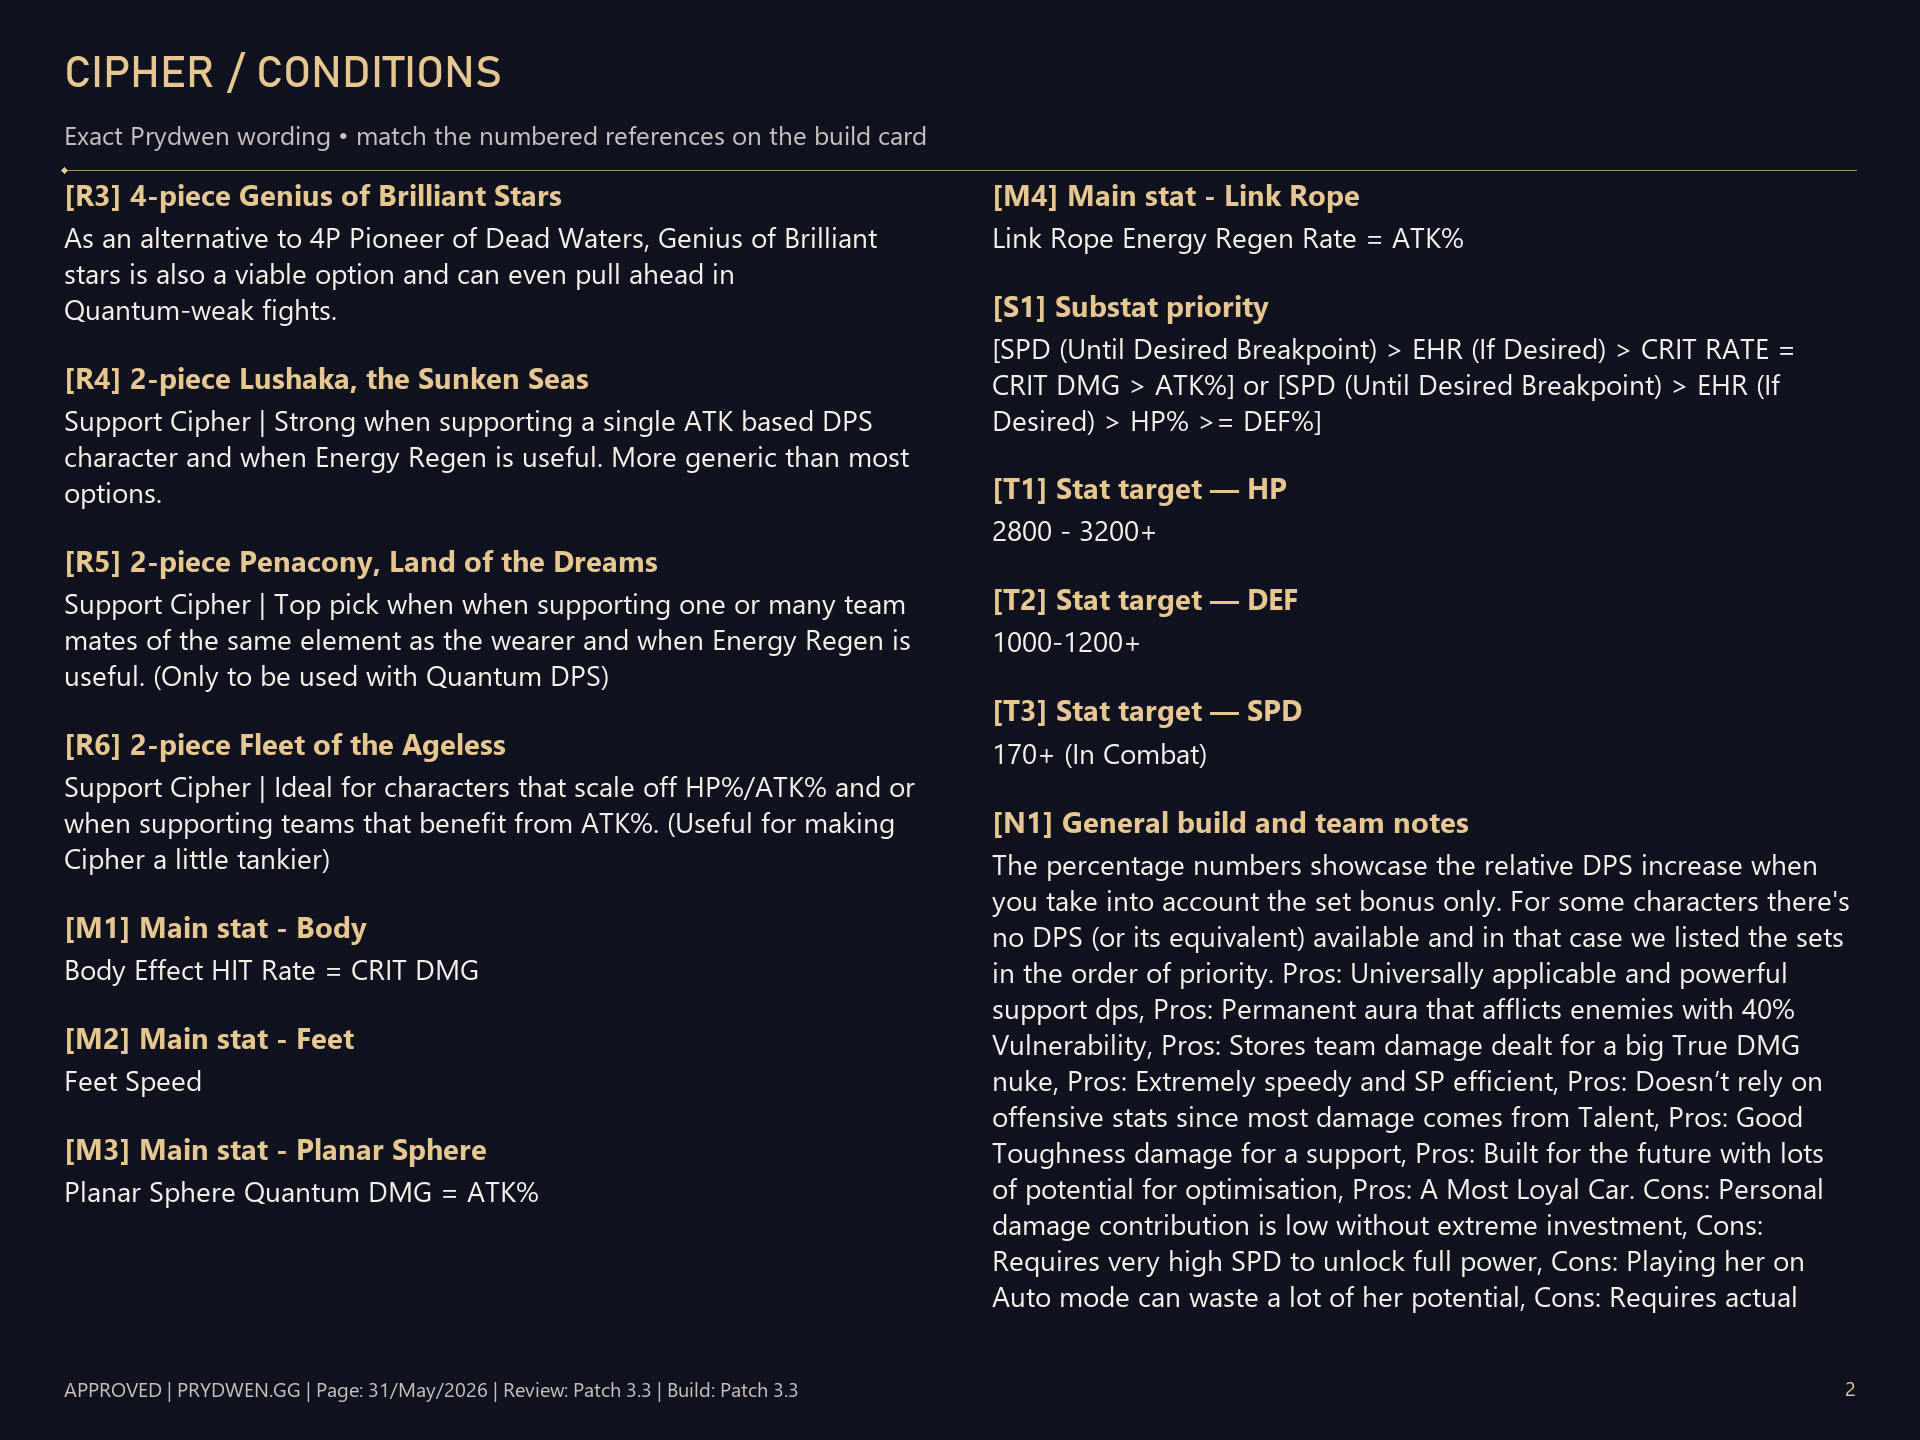 CIPHER / CONDITIONS
Exact Prydwen wording • match the numbered references on the build card
[R3] 4-piece Genius of Brilliant Stars
As an alternative to 4P Pioneer of Dead Waters, Genius of Brilliant
stars is also a viable option and can even pull ahead in
Quantum-weak fights.
[R4] 2-piece Lushaka, the Sunken Seas
Support Cipher | Strong when supporting a single ATK based DPS
character and when Energy Regen is useful. More generic than most
options.
[R5] 2-piece Penacony, Land of the Dreams
Support Cipher | Top pick when when supporting one or many team
mates of the same element as the wearer and when Energy Regen is
useful. (Only to be used with Quantum DPS)
[R6] 2-piece Fleet of the Ageless
Support Cipher | Ideal for characters that scale off HP%/ATK% and or
when supporting teams that benefit from ATK%. (Useful for making
Cipher a little tankier)
[M1] Main stat - Body
Body Effect HIT Rate = CRIT DMG
[M2] Main stat - Feet
Feet Speed
[M3] Main stat - Planar Sphere
Planar Sphere Quantum DMG = ATK%
[M4] Main stat - Link Rope
Link Rope Energy Regen Rate = ATK%
[S1] Substat priority
[SPD (Until Desired Breakpoint) > EHR (If Desired) > CRIT RATE =
CRIT DMG > ATK%] or [SPD (Until Desired Breakpoint) > EHR (If
Desired) > HP% >= DEF%]
[T1] Stat target — HP
2800 - 3200+
[T2] Stat target — DEF
1000-1200+
[T3] Stat target — SPD
170+ (In Combat)
[N1] General build and team notes
The percentage numbers showcase the relative DPS increase when
you take into account the set bonus only. For some characters there's
no DPS (or its equivalent) available and in that case we listed the sets
in the order of priority. Pros: Universally applicable and powerful
support dps, Pros: Permanent aura that afflicts enemies with 40%
Vulnerability, Pros: Stores team damage dealt for a big True DMG
nuke, Pros: Extremely speedy and SP efficient, Pros: Doesn’t rely on
offensive stats since most damage comes from Talent, Pros: Good
Toughness damage for a support, Pros: Built for the future with lots
of potential for optimisation, Pros: A Most Loyal Car. Cons: Personal
damage contribution is low without extreme investment, Cons:
Requires very high SPD to unlock full power, Cons: Playing her on
Auto mode can waste a lot of her potential, Cons: Requires actual
APPROVED | PRYDWEN.GG | Page: 31/May/2026 | Review: Patch 3.3 | Build: Patch 3.3
2